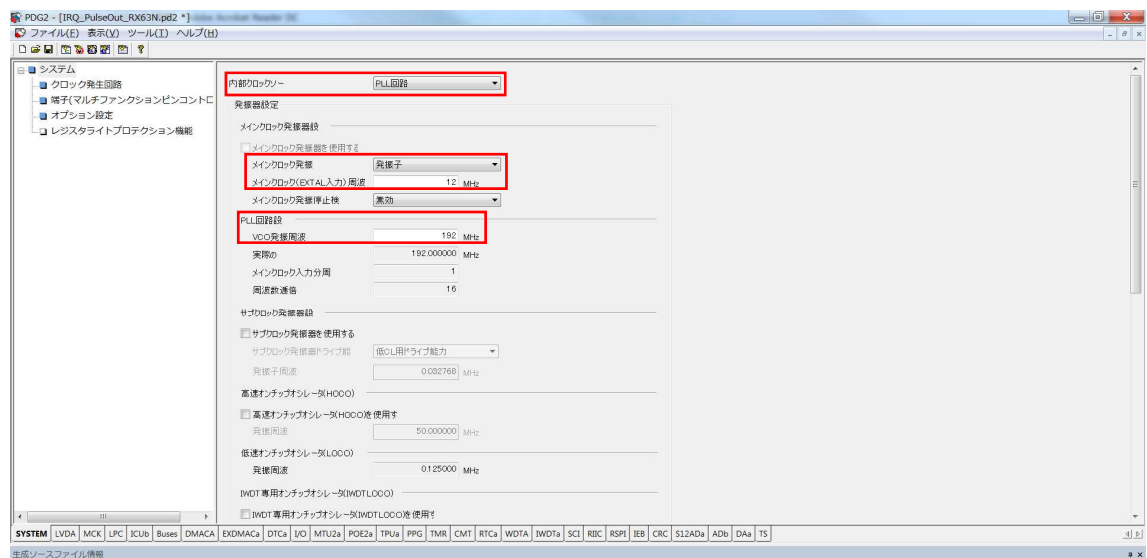 PDG2 - [IRQ_PulseOut_RX63N.pd2 *]
ファイル(F) 表示(V) ツール(T) ヘルプ(H)
システム
クロック発生回路
端子(マルチファンクションピンコントロ
オプション設定
レジスタライトプロテクション機能
内部クロックソー PLL回路
発振器設定
メインクロック発振器設
メインクロック発振器を使用する
メインクロック発振 発振子
メインクロック(EXTAL入力)周波 12 MHz
メインクロック発振停止検 無効
PLL回路設
VCO発振周波 192 MHz
実際の 192.000000 MHz
メインクロック入力分周 1
周波数逓倍 16
サブクロック発振器設
サブクロック発振器を使用する
サブクロック発振器ドライブ能 低CL用ドライブ能力
発振子周波 0.032768 MHz
高速オンチップオシレータ(HOCO)
高速オンチップオシレータ(HOCO)を使用す
発振周波 50.000000 MHz
低速オンチップオシレータ(LOCO)
発振周波 0.125000 MHz
IWDT専用オンチップオシレータ(IWDTLOCO)
IWDT専用オンチップオシレータ(IWDTLOCO)を使用す
SYSTEM LVDA MCK LPC ICUb Buses DMACA EXDMACa DTCa I/O MTU2a POE2a TPUa PPG TMR CMT RTCa WDTA IWDTa SCI RIIC RSPI IEB CRC S12ADa ADb DAa TS
生成ソースファイル情報